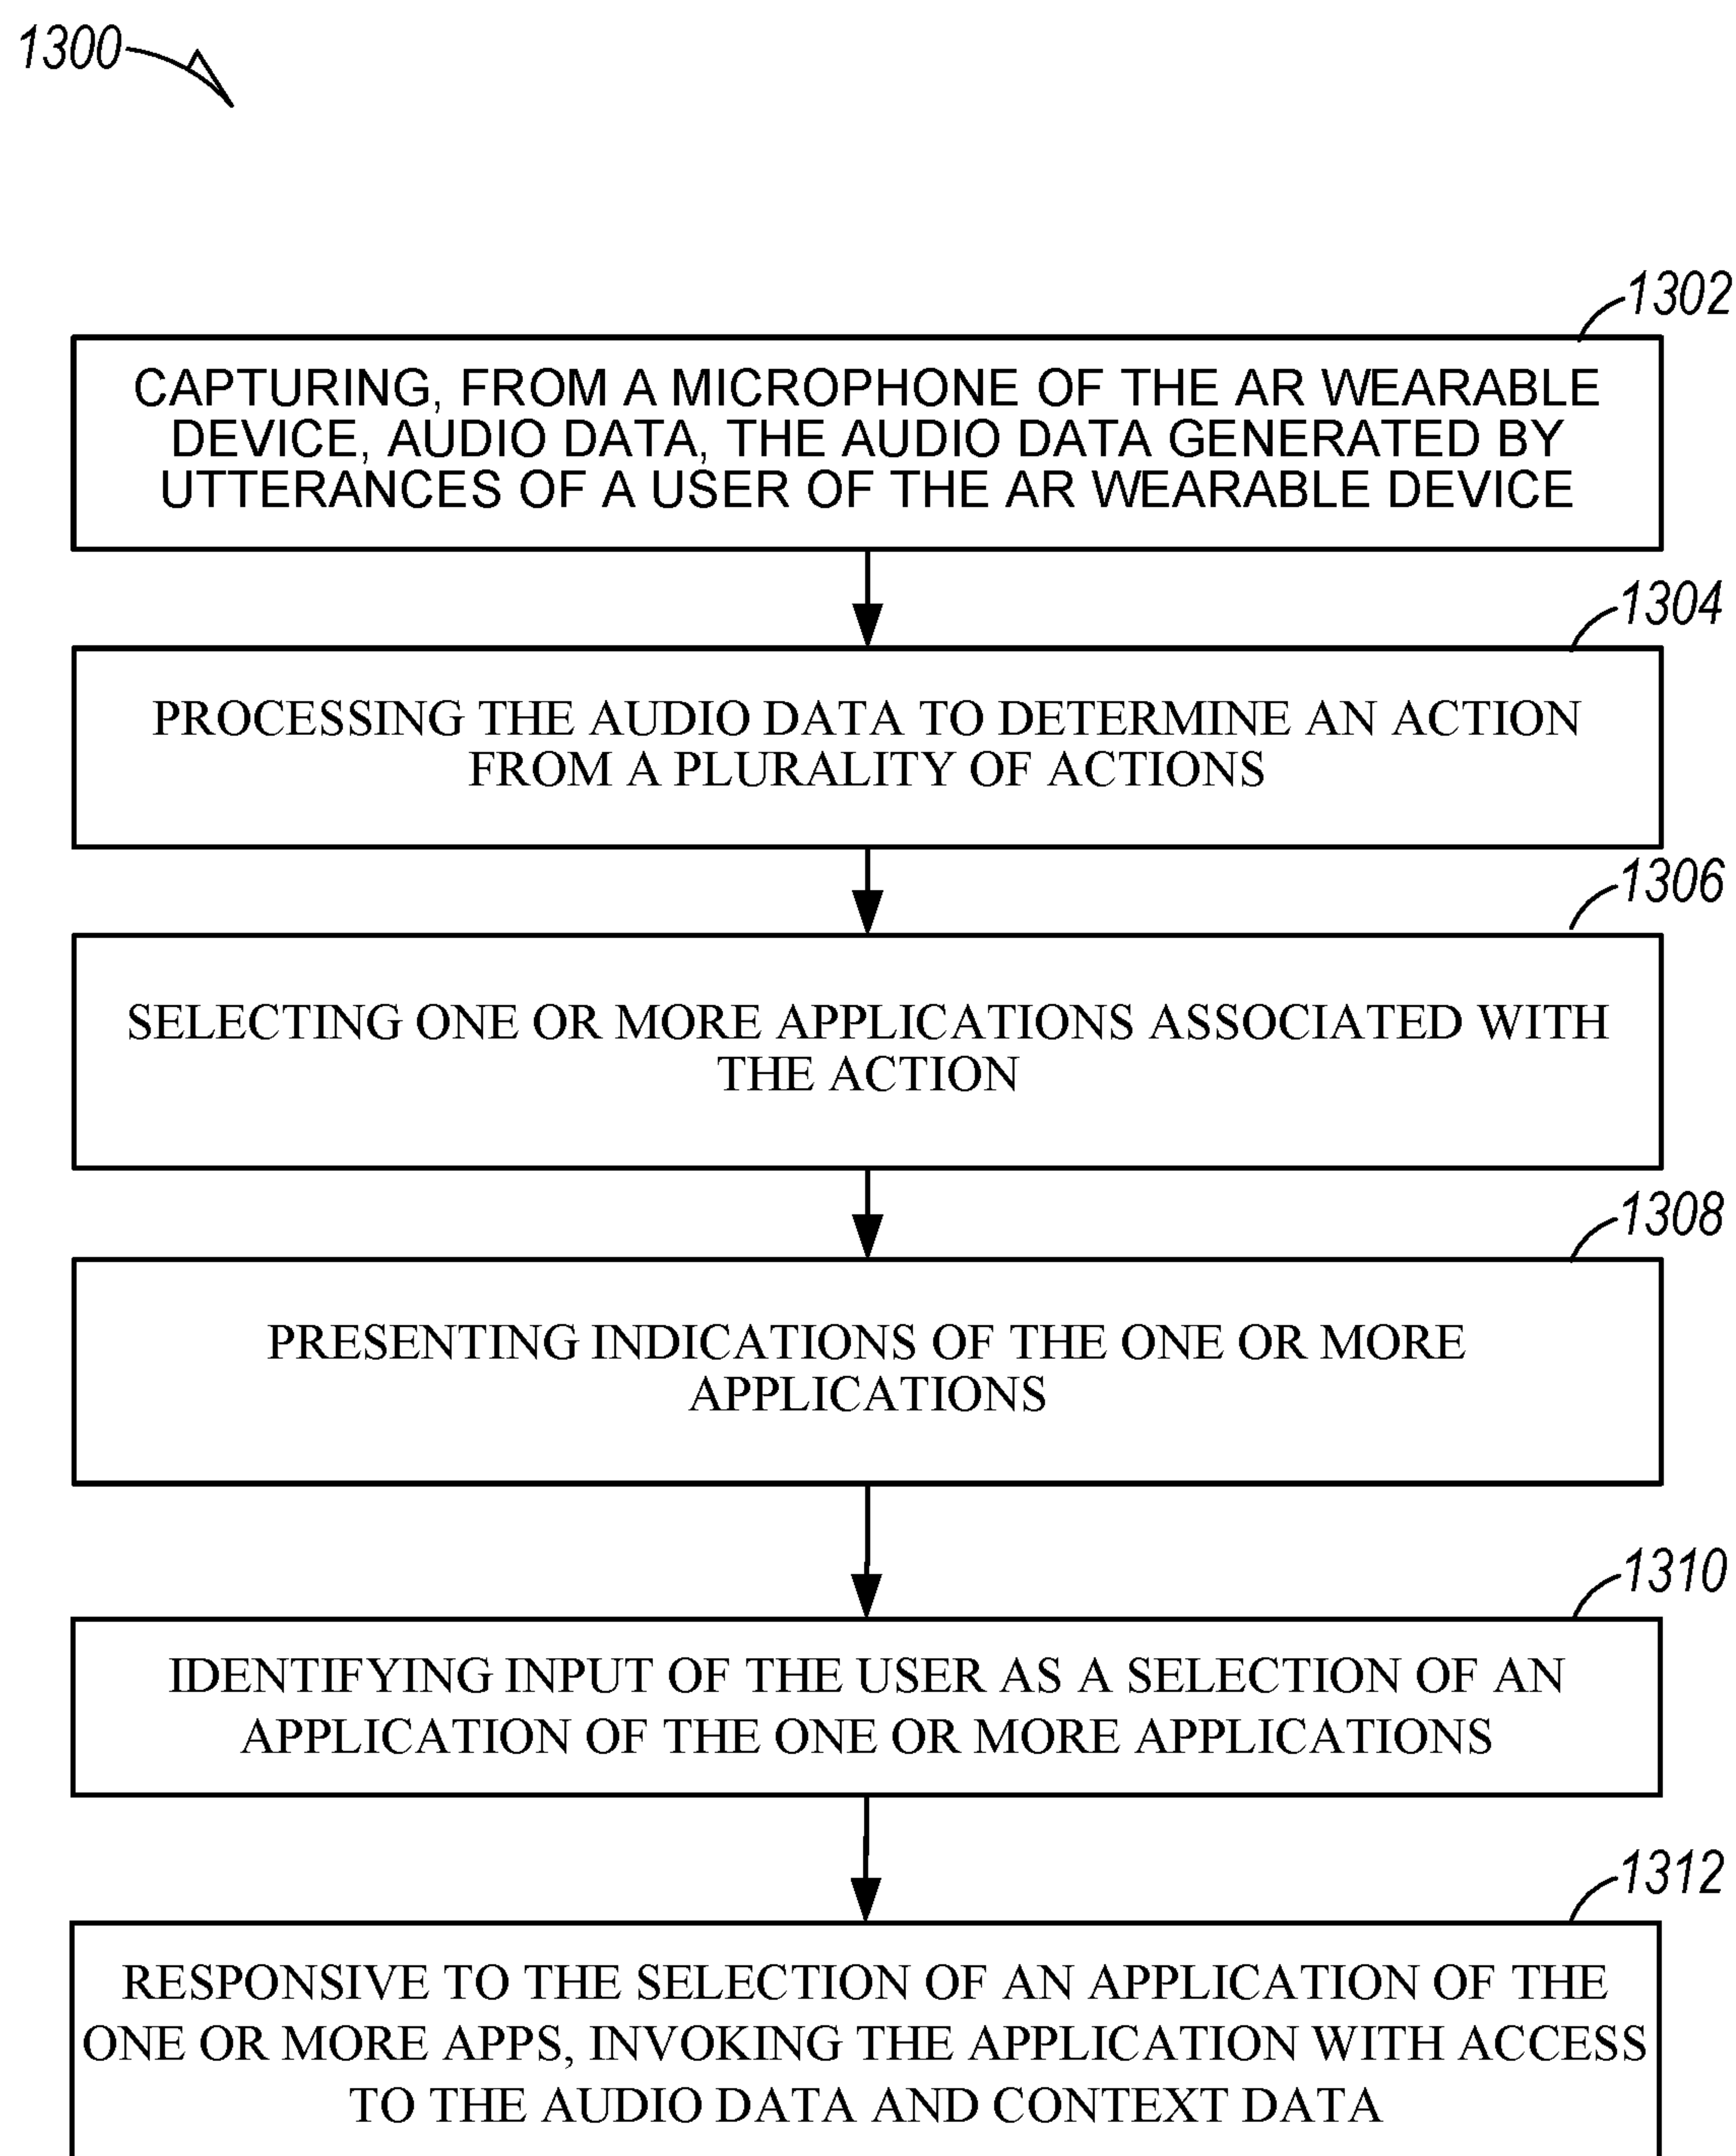 1300
1302
CAPTURING, FROM A MICROPHONE OF THE AR WEARABLE
DEVICE, AUDIO DATA, THE AUDIO DATA GENERATED BY
UTTERANCES OF A USER OF THE AR WEARABLE DEVICE
1304
PROCESSING THE AUDIO DATA TO DETERMINE AN ACTION
FROM A PLURALITY OF ACTIONS
1306
SELECTING ONE OR MORE APPLICATIONS ASSOCIATED WITH
THE ACTION
1308
PRESENTING INDICATIONS OF THE ONE OR MORE
APPLICATIONS
1310
IDENTIFYING INPUT OF THE USER AS A SELECTION OF AN
APPLICATION OF THE ONE OR MORE APPLICATIONS
1312
RESPONSIVE TO THE SELECTION OF AN APPLICATION OF THE
ONE OR MORE APPS, INVOKING THE APPLICATION WITH ACCESS
TO THE AUDIO DATA AND CONTEXT DATA